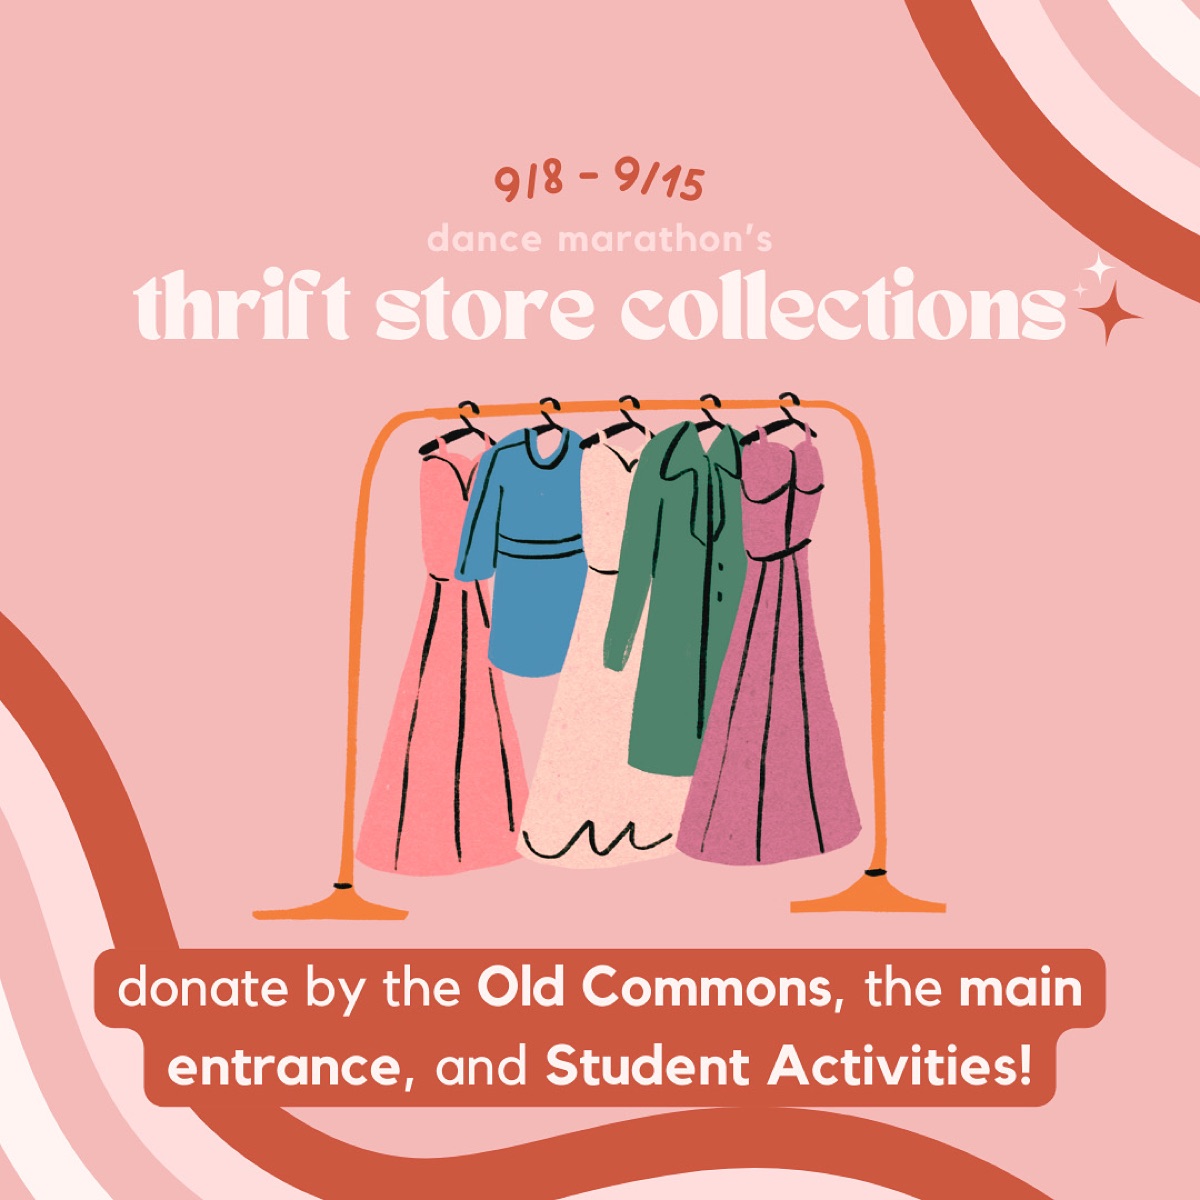 9/8 - 9/15
dance marathon's
thrift store collections
donate by the Old Commons, the main
entrance, and Student Activities!